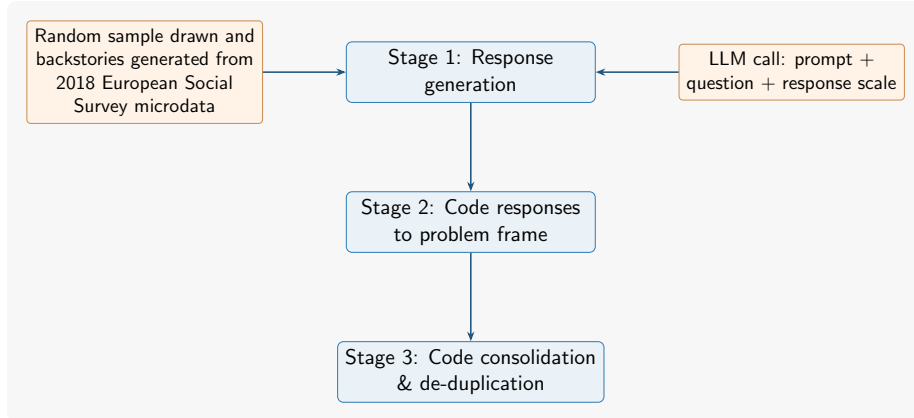 Random sample drawn and
backstories generated from
2018 European Social
Survey microdata
Stage 1: Response
generation
LLM call: prompt +
question + response scale
Stage 2: Code responses
to problem frame
Stage 3: Code consolidation
& de-duplication